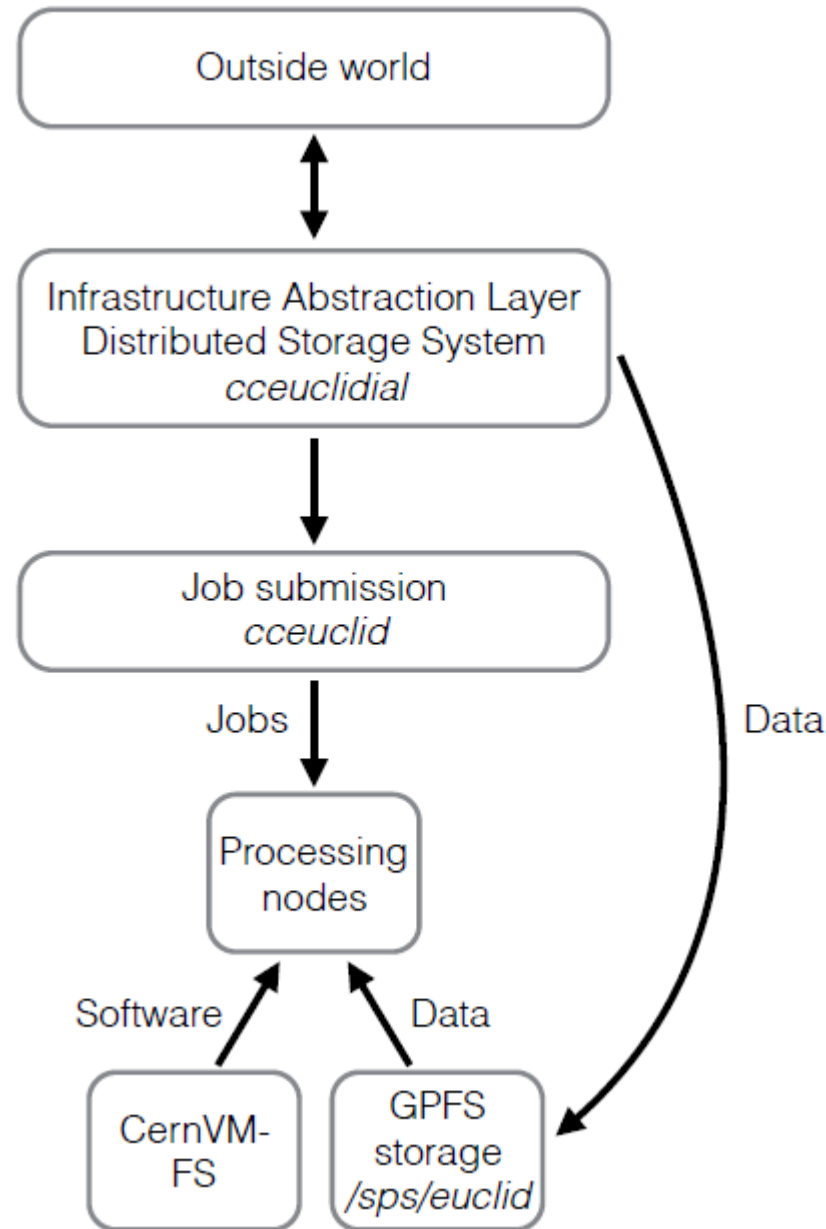 Outside world
Infrastructure Abstraction Layer
Distributed Storage System
cceuclidial
Job submission
cceuclid
Jobs
Data
Processing
nodes
Software
Data
CernVM-
FS
GPFS
storage
/sps/euclid